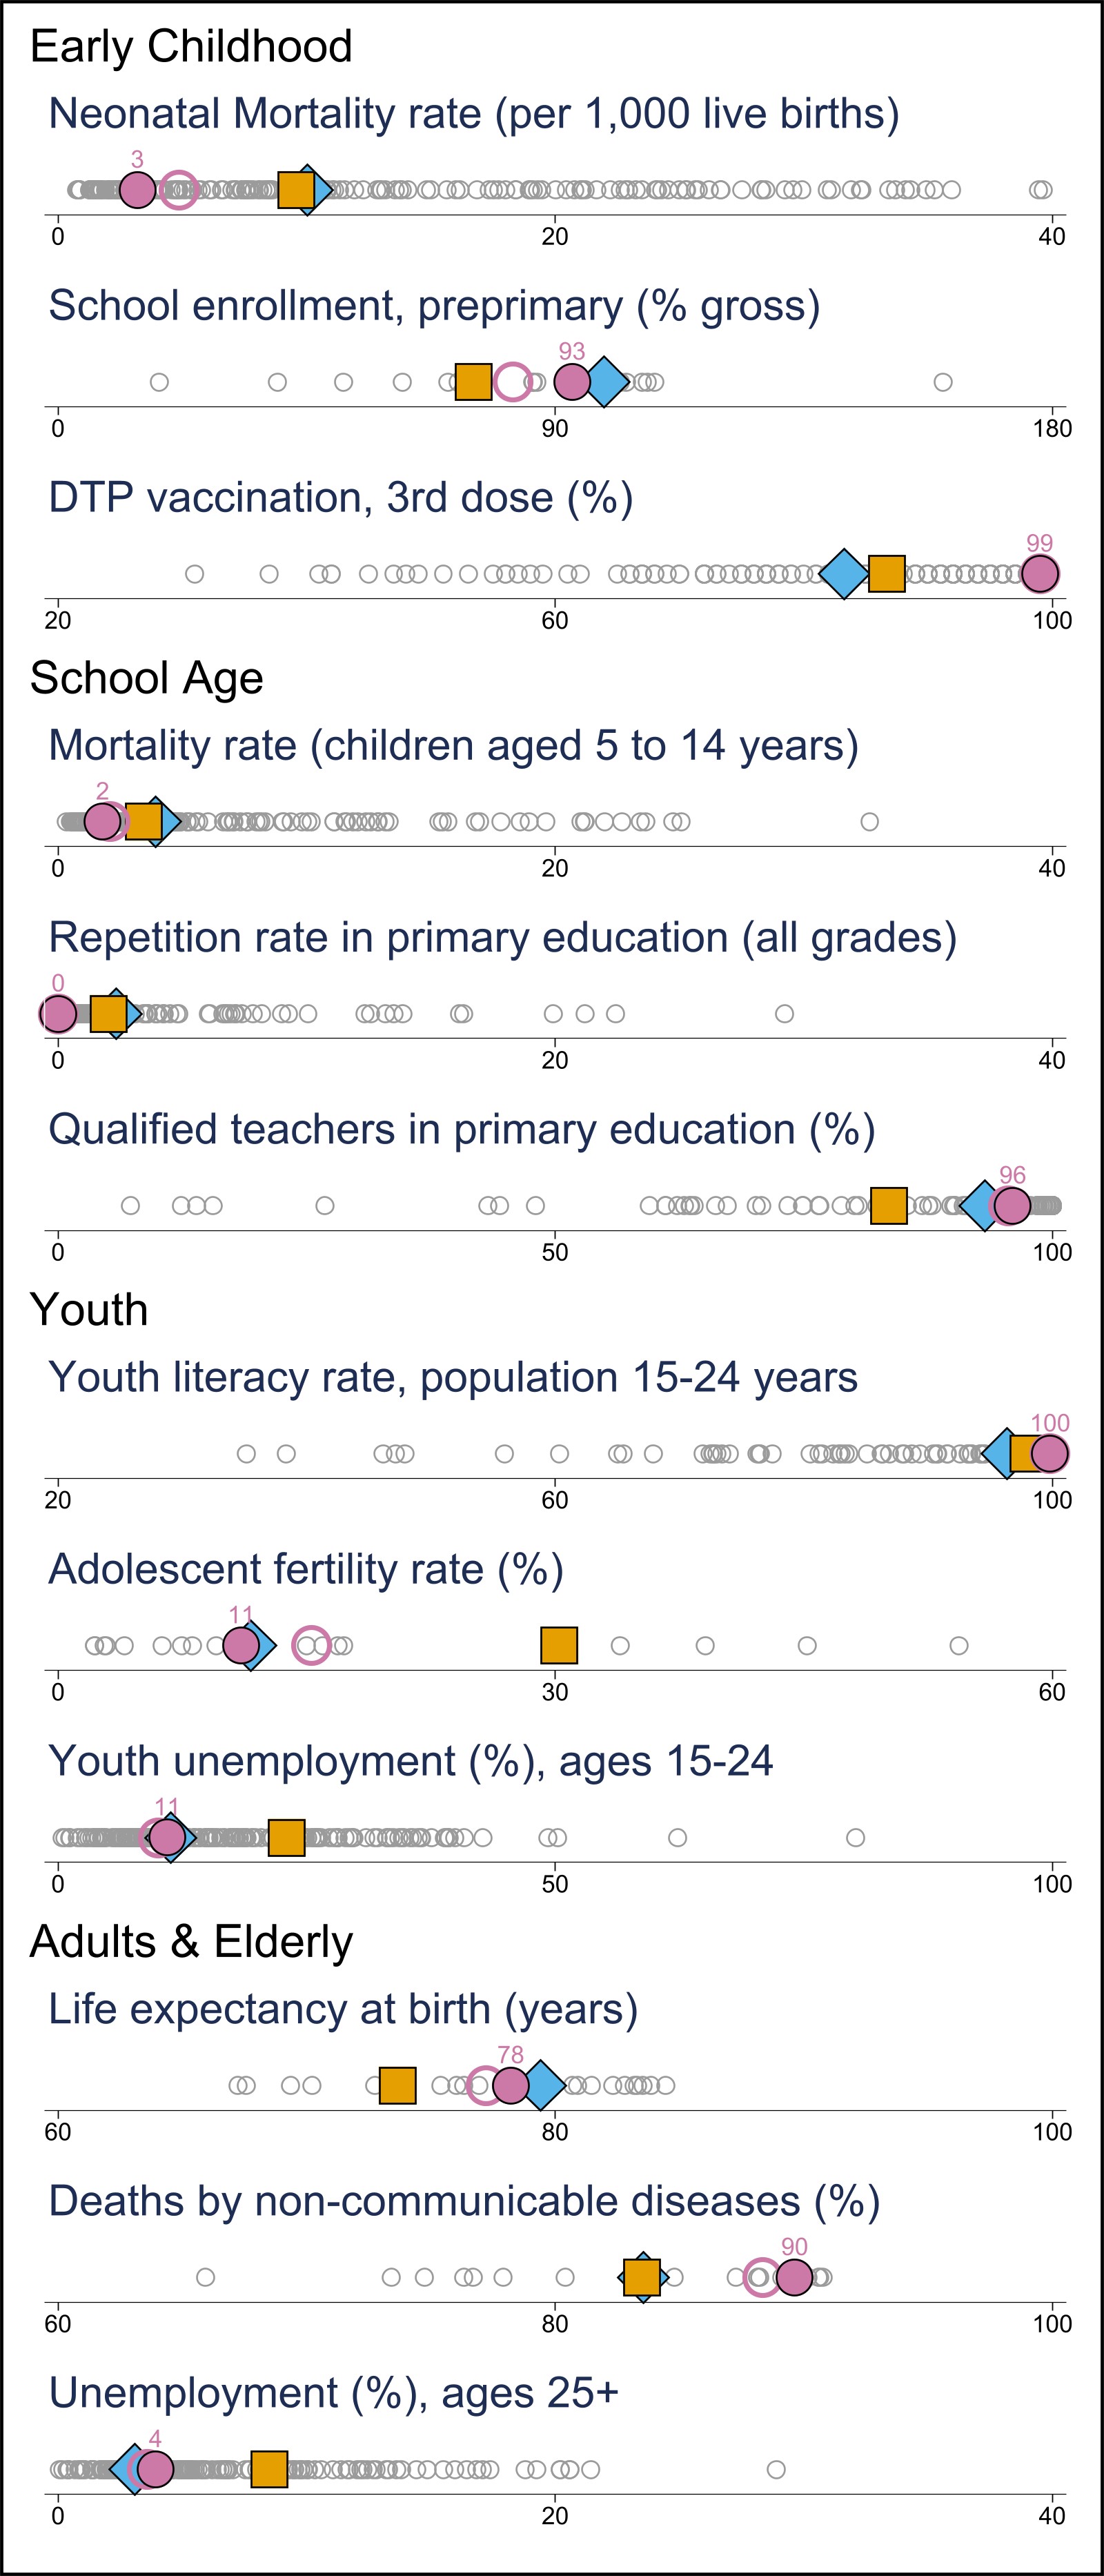 Early Childhood
Neonatal Mortality rate (per 1,000 live births)
3
0 20 40
School enrollment, preprimary (% gross)
93
0 90 180
DTP vaccination, 3rd dose (%)
99
20 60 100
School Age
Mortality rate (children aged 5 to 14 years)
2
0 20 40
Repetition rate in primary education (all grades)
0
0 20 40
Qualified teachers in primary education (%)
96
0 50 100
Youth
Youth literacy rate, population 15-24 years
100
20 60 100
Adolescent fertility rate (%)
11
0 30 60
Youth unemployment (%), ages 15-24
11
0 50 100
Adults & Elderly
Life expectancy at birth (years)
78
60 80 100
Deaths by non-communicable diseases (%)
90
60 80 100
Unemployment (%), ages 25+
4
0 20 40